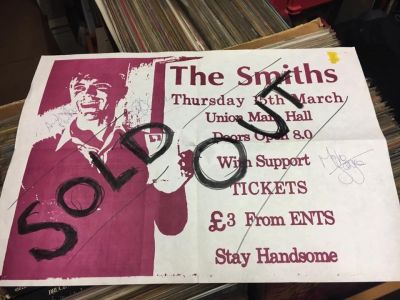 The Smiths
Thursday 15th March
Union Main Hall
Doors Open 8.0
With Support
TICKETS
£3 From ENTS
Stay Handsome
SOLD OUT